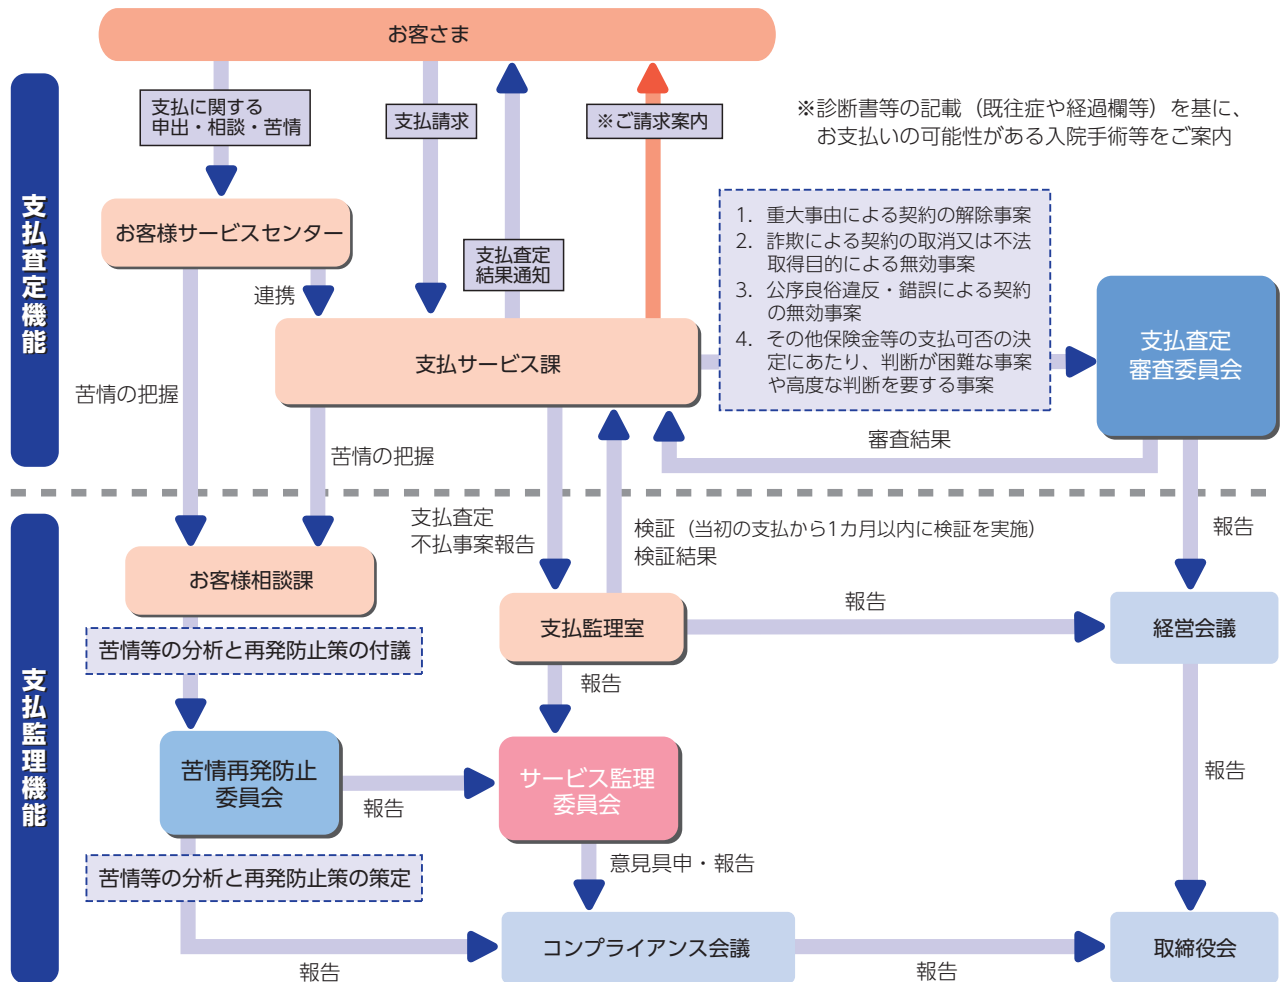 お客さま
支払に関する
申出・相談・苦情
支払請求
※ご請求案内
※診断書等の記載（既往症や経過欄等）を基に、
お支払いの可能性がある入院手術等をご案内
支払査定機能
お客様サービスセンター
連携
支払査定
結果通知
1. 重大事由による契約の解除事案
2. 詐欺による契約の取消又は不法
取得目的による無効事案
3. 公序良俗違反・錯誤による契約
の無効事案
4. その他保険金等の支払可否の決
定にあたり、判断が困難な事案
や高度な判断を要する事案
支払査定
審査委員会
支払サービス課
苦情の把握
苦情の把握
審査結果
支払監理機能
支払査定
不払事案報告
検証（当初の支払から1カ月以内に検証を実施）
検証結果
報告
お客様相談課
支払監理室
報告
経営会議
苦情等の分析と再発防止策の付議
報告
苦情再発防止
委員会
報告
サービス監理
委員会
報告
苦情等の分析と再発防止策の策定
意見具申・報告
報告
コンプライアンス会議
報告
取締役会